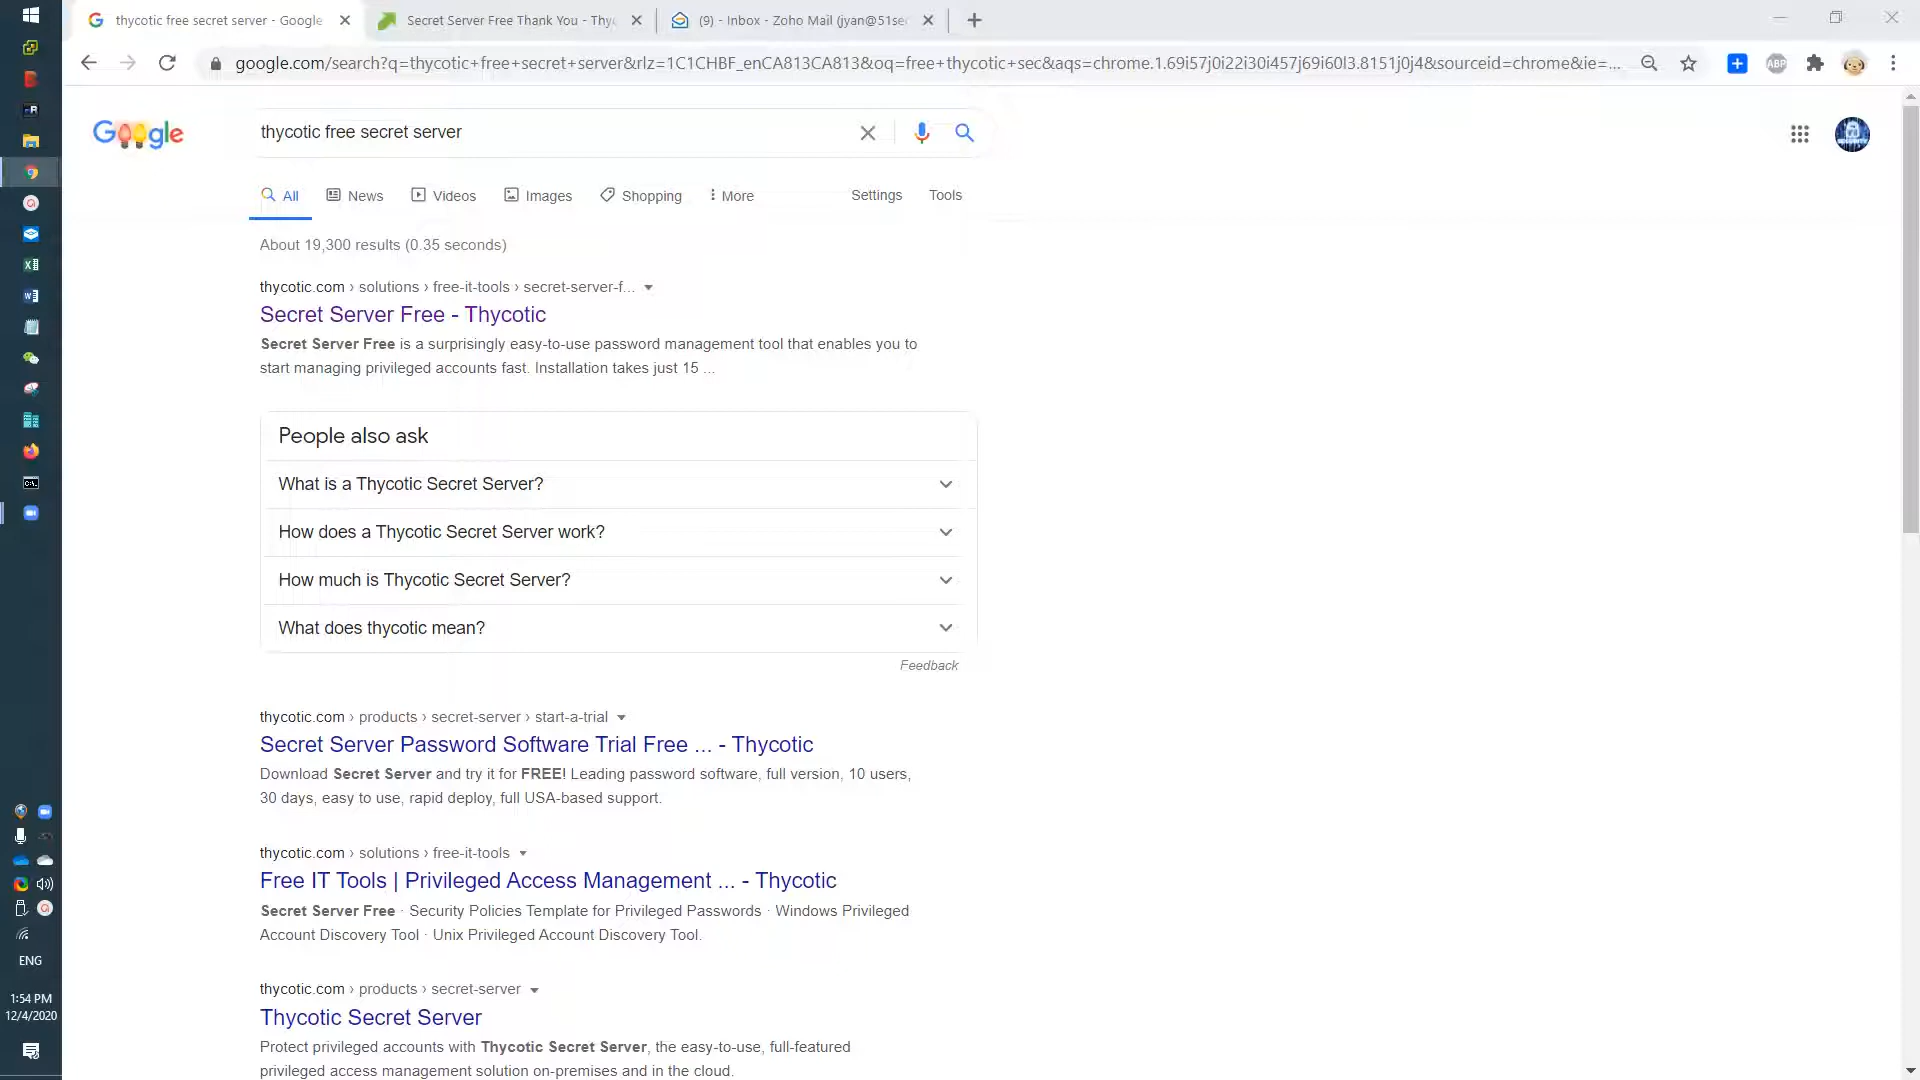 thycotic free secret server - Google
Secret Server Free Thank You - Thyc
(9) - Inbox - Zoho Mail (jyan@51sec
google.com/search?q=thycotic+free+secret+server&rlz=1C1CHBF_enCA813CA813&oq=free+thycotic+sec&aqs=chrome.1.69i57j0i22i30i457j69i60l3.8151j0j4&sourceid=chrome&ie=...
ABP
Google
thycotic free secret server
All
News
Videos
Images
Shopping
More
Settings
Tools
About 19,300 results (0.35 seconds)
thycotic.com › solutions › free-it-tools › secret-server-f...
Secret Server Free - Thycotic
Secret Server Free is a surprisingly easy-to-use password management tool that enables you to
start managing privileged accounts fast. Installation takes just 15 ...
People also ask
What is a Thycotic Secret Server?
How does a Thycotic Secret Server work?
How much is Thycotic Secret Server?
What does thycotic mean?
Feedback
thycotic.com › products › secret-server › start-a-trial
Secret Server Password Software Trial Free ... - Thycotic
Download Secret Server and try it for FREE! Leading password software, full version, 10 users,
30 days, easy to use, rapid deploy, full USA-based support.
thycotic.com › solutions › free-it-tools
Free IT Tools | Privileged Access Management ... - Thycotic
Secret Server Free · Security Policies Template for Privileged Passwords · Windows Privileged
Account Discovery Tool · Unix Privileged Account Discovery Tool.
thycotic.com › products › secret-server
Thycotic Secret Server
Protect privileged accounts with Thycotic Secret Server, the easy-to-use, full-featured
privileged access management solution on-premises and in the cloud.
ENG
1:54 PM
12/4/2020